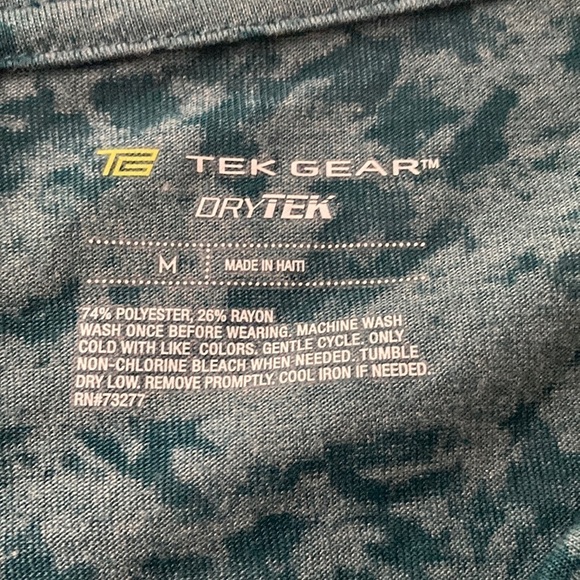 TE TEK GEAR™
DRYTEK
M MADE IN HAITI
74% POLYESTER, 26% RAYON
WASH ONCE BEFORE WEARING. MACHINE WASH
COLD WITH LIKE COLORS. GENTLE CYCLE. ONLY
NON-CHLORINE BLEACH WHEN NEEDED. TUMBLE
DRY LOW. REMOVE PROMPTLY. COOL IRON IF NEEDED.
RN#73277